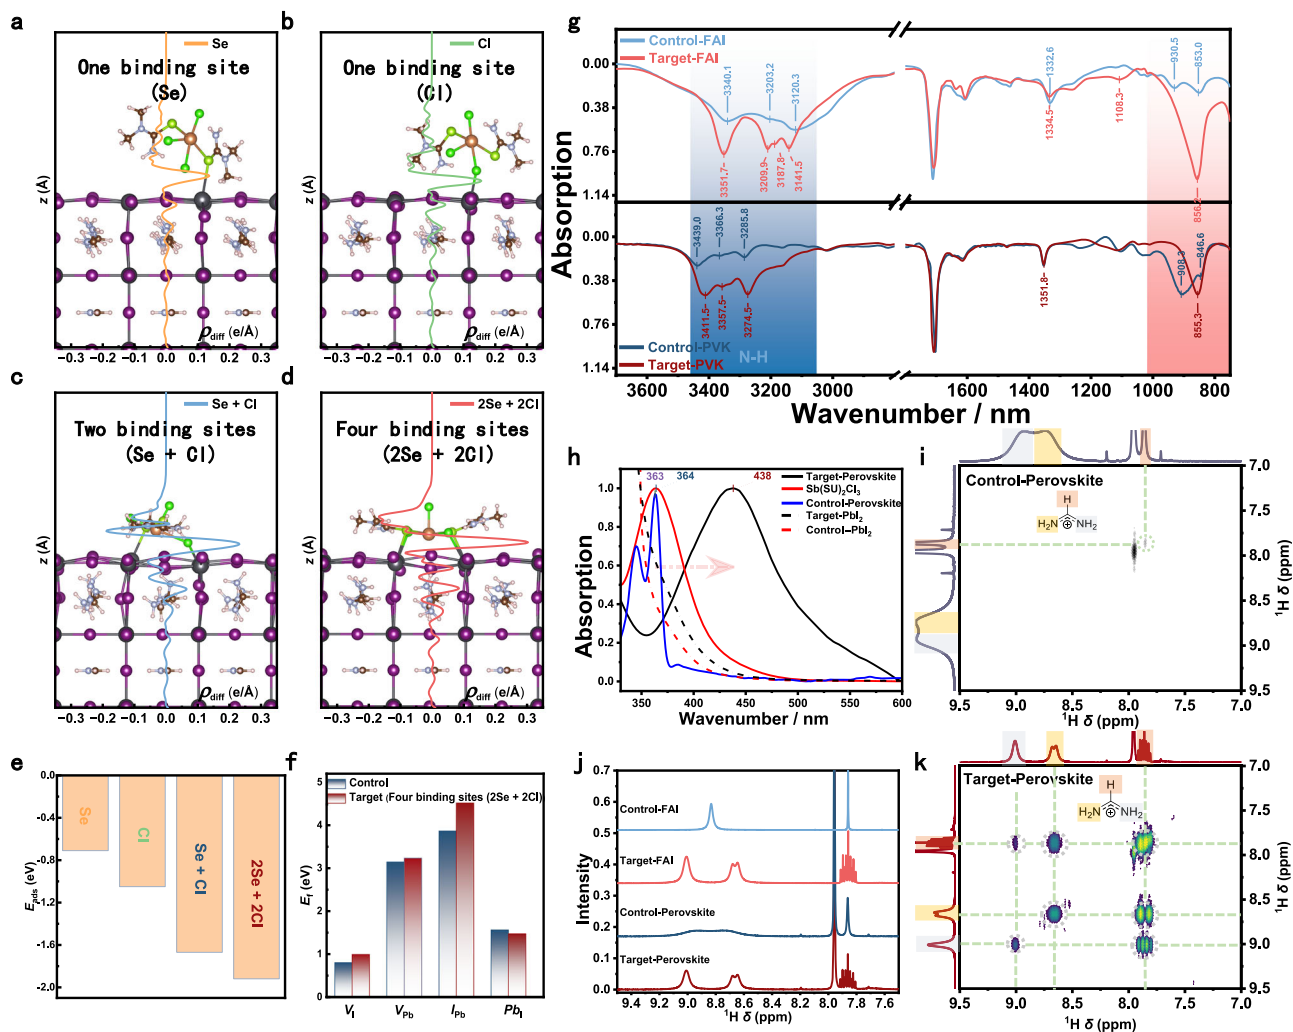 a
Se
One binding site
(Se)
z (Å)
ρdiff (e/Å)
−0.3 −0.2 −0.1 0.0 0.1 0.2 0.3
b
Cl
One binding site
(Cl)
z (Å)
ρdiff (e/Å)
−0.3 −0.2 −0.1 0.0 0.1 0.2 0.3
c
Se + Cl
Two binding sites
(Se + Cl)
z (Å)
ρdiff (e/Å)
−0.3 −0.2 −0.1 0.0 0.1 0.2 0.3
d
2Se + 2Cl
Four binding sites
(2Se + 2Cl)
z (Å)
ρdiff (e/Å)
−0.3 −0.2 −0.1 0.0 0.1 0.2 0.3
e
0.0
−0.4
−0.8
−1.2
−1.6
−2.0
Eads (eV)
Se
Cl
Se + Cl
2Se + 2Cl
f
Control
Target (Four binding sites (2Se + 2Cl)
5
4
3
2
1
0
Ef (eV)
VI VPb IPb PbI
g
Control-FAI
Target-FAI
0.00
0.38
0.76
1.14
0.00
0.38
0.76
1.14
Absorption
3340.1
3203.2
3120.3
1332.6
930.5
853.0
3351.7
3209.9
3187.8
3141.5
1334.5
1108.3
3439.0
3366.3
3285.8
908.3
846.6
3411.5
3357.5
3274.5
1351.8
855.3
Control-PVK
Target-PVK
N-H
3600 3400 3200 3000 1600 1400 1200 1000 800
Wavenumber / nm
h
363 364 438
Target-Perovskite
Sb(SU)2Cl3
Control-Perovskite
Target-PbI2
Control--PbI2
1.0
0.8
0.6
0.4
0.2
0.0
Absorption
350 400 450 500 550 600
Wavenumber / nm
i
Control-Perovskite
H
H2N NH2
7.0
7.5
8.0
8.5
9.0
9.5
1H δ (ppm)
9.5 9.0 8.5 8.0 7.5 7.0
1H δ (ppm)
j
0.7
0.6
0.5
0.4
0.3
0.2
0.1
0.0
Intensity
Control-FAI
Target-FAI
Control-Perovskite
Target-Perovskite
9.4 9.2 9.0 8.8 8.6 8.4 8.2 8.0 7.8 7.6
1H δ (ppm)
k
Target-Perovskite
H
H2N NH2
7.0
7.5
8.0
8.5
9.0
9.5
1H δ (ppm)
9.5 9.0 8.5 8.0 7.5 7.0
1H δ (ppm)